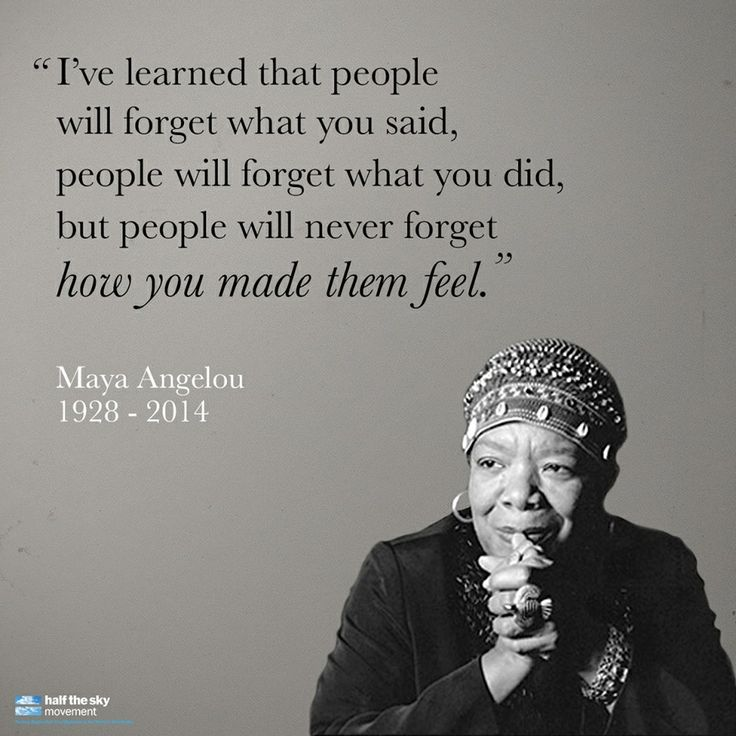 “I’ve learned that people
will forget what you said,
people will forget what you did,
but people will never forget
how you made them feel.”
Maya Angelou
1928 - 2014
half the sky
movement